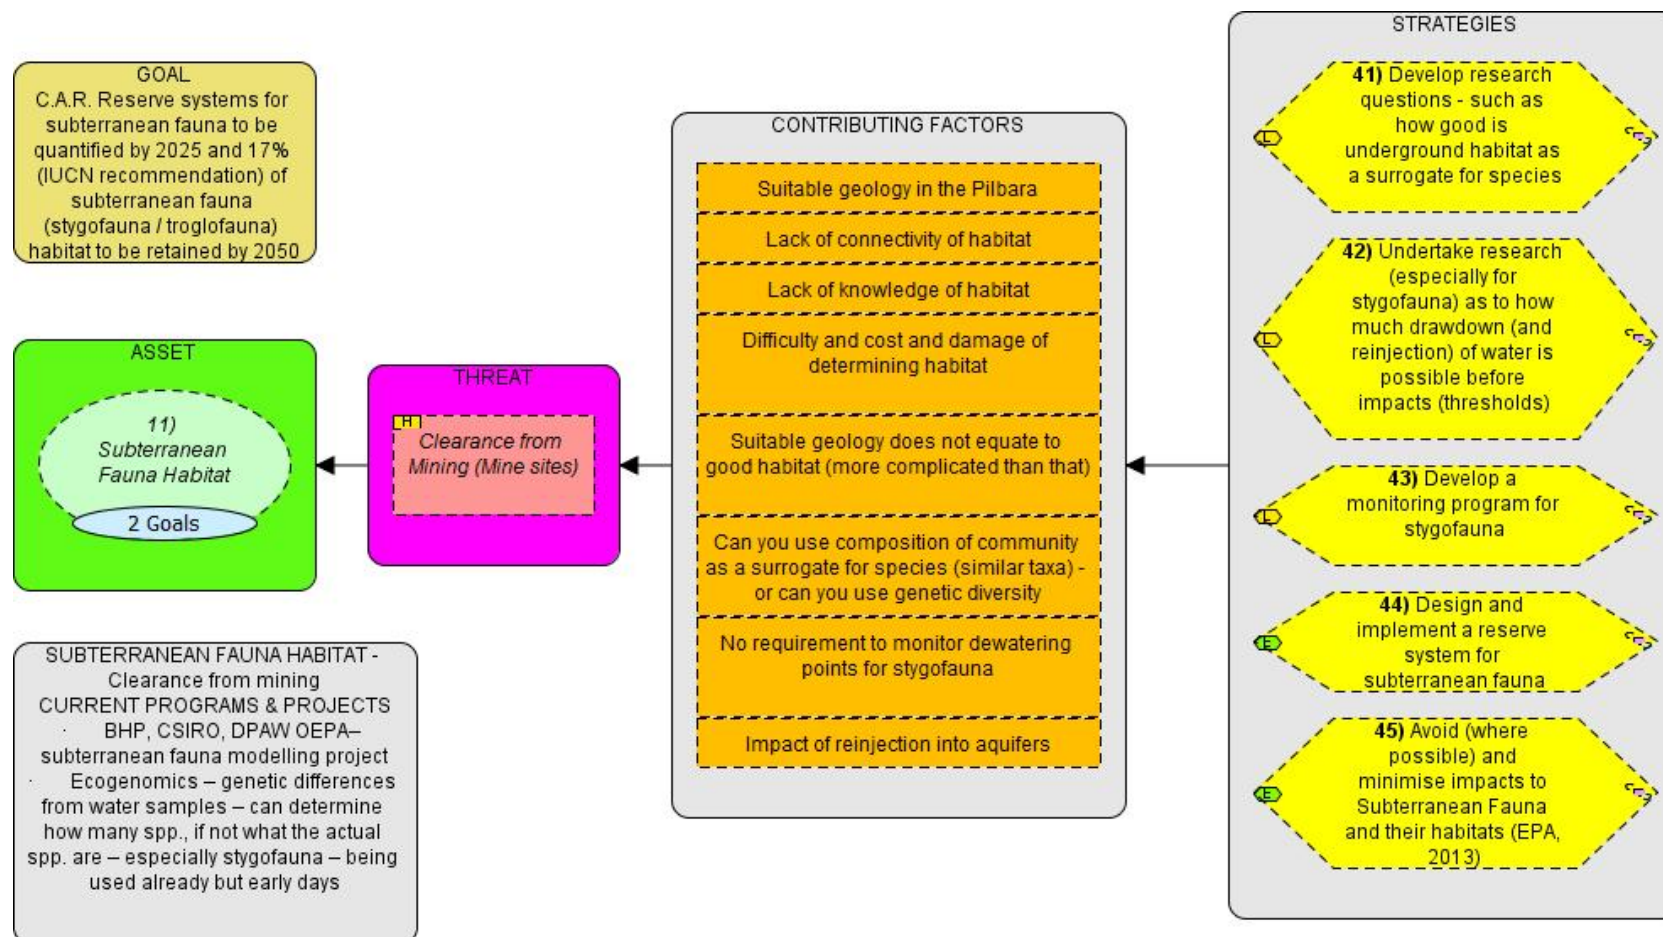 GOAL
C.A.R. Reserve systems for
subterranean fauna to be
quantified by 2025 and 17%
(IUCN recommendation) of
subterranean fauna
(stygofauna / troglofauna)
habitat to be retained by 2050
ASSET
11)
Subterranean
Fauna Habitat
2 Goals
SUBTERRANEAN FAUNA HABITAT -
Clearance from mining
CURRENT PROGRAMS & PROJECTS
· BHP, CSIRO, DPAW OEPA–
subterranean fauna modelling project
· Ecogenomics – genetic differences
from water samples – can determine
how many spp., if not what the actual
spp. are – especially stygofauna – being
used already but early days
THREAT
H
Clearance from
Mining (Mine sites)
CONTRIBUTING FACTORS
Suitable geology in the Pilbara
Lack of connectivity of habitat
Lack of knowledge of habitat
Difficulty and cost and damage of
determining habitat
Suitable geology does not equate to
good habitat (more complicated than that)
Can you use composition of community
as a surrogate for species (similar taxa) -
or can you use genetic diversity
No requirement to monitor dewatering
points for stygofauna
Impact of reinjection into aquifers
STRATEGIES
L
41) Develop research
questions - such as
how good is
underground habitat as
a surrogate for species
L
42) Undertake research
(especially for
stygofauna) as to how
much drawdown (and
reinjection) of water is
possible before
impacts (thresholds)
L
43) Develop a
monitoring program for
stygofauna
E
44) Design and
implement a reserve
system for
subterranean fauna
E
45) Avoid (where
possible) and
minimise impacts to
Subterranean Fauna
and their habitats (EPA,
2013)